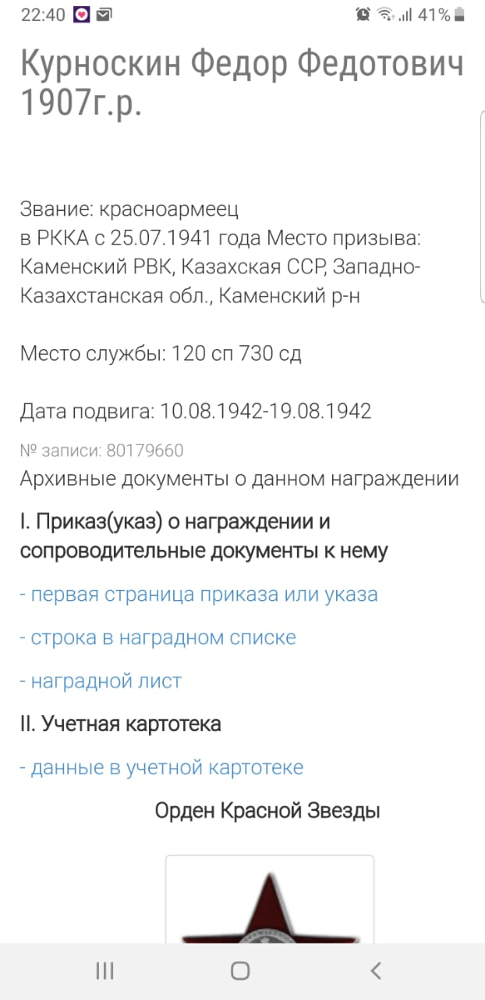 22:40
41%
Курноскин Федор Федотович
1907г.р.
Звание: красноармеец
в РККА с 25.07.1941 года Место призыва:
Каменский РВК, Казахская ССР, Западно-
Казахстанская обл., Каменский р-н
Место службы: 120 сп 730 сд
Дата подвига: 10.08.1942-19.08.1942
№ записи: 80179660
Архивные документы о данном награждении
I. Приказ(указ) о награждении и
сопроводительные документы к нему
- первая страница приказа или указа
- строка в наградном списке
- наградной лист
II. Учетная картотека
- данные в учетной картотеке
Орден Красной Звезды